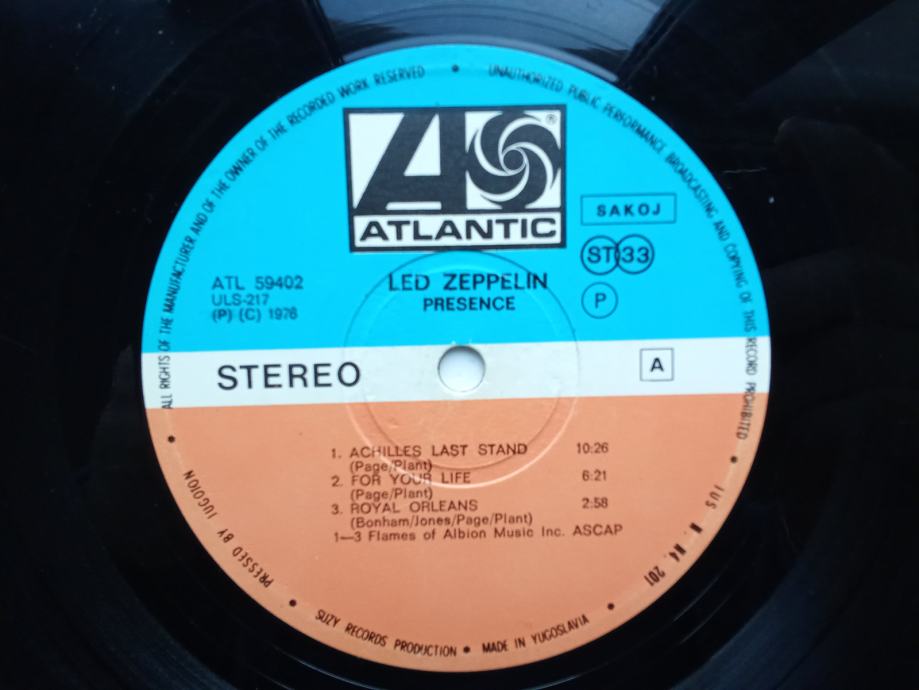 ALL RIGHTS OF THE MANUFACTURER AND OF THE OWNER OF THE RECORDED WORK RESERVED • UNAUTHORIZED PUBLIC PERFORMANCE BROADCASTING AND COPYING OF THIS RECORD PROHIBITED
ATLANTIC
®
SAKOJ
ST 33
P
ATL 59402
ULS-217
(P) (C) 1976
LED ZEPPELIN
PRESENCE
STEREO
A
1. ACHILLES LAST STAND 10:26
(Page/Plant)
2. FOR YOUR LIFE 6:21
(Page/Plant)
3. ROYAL ORLEANS 2:58
(Bonham/Jones/Page/Plant)
1—3 Flames of Albion Music Inc. ASCAP
PRESSED BY JUGOTON • SUZY RECORDS PRODUCTION • MADE IN YUGOSLAVIA • JUS N. N4. 201